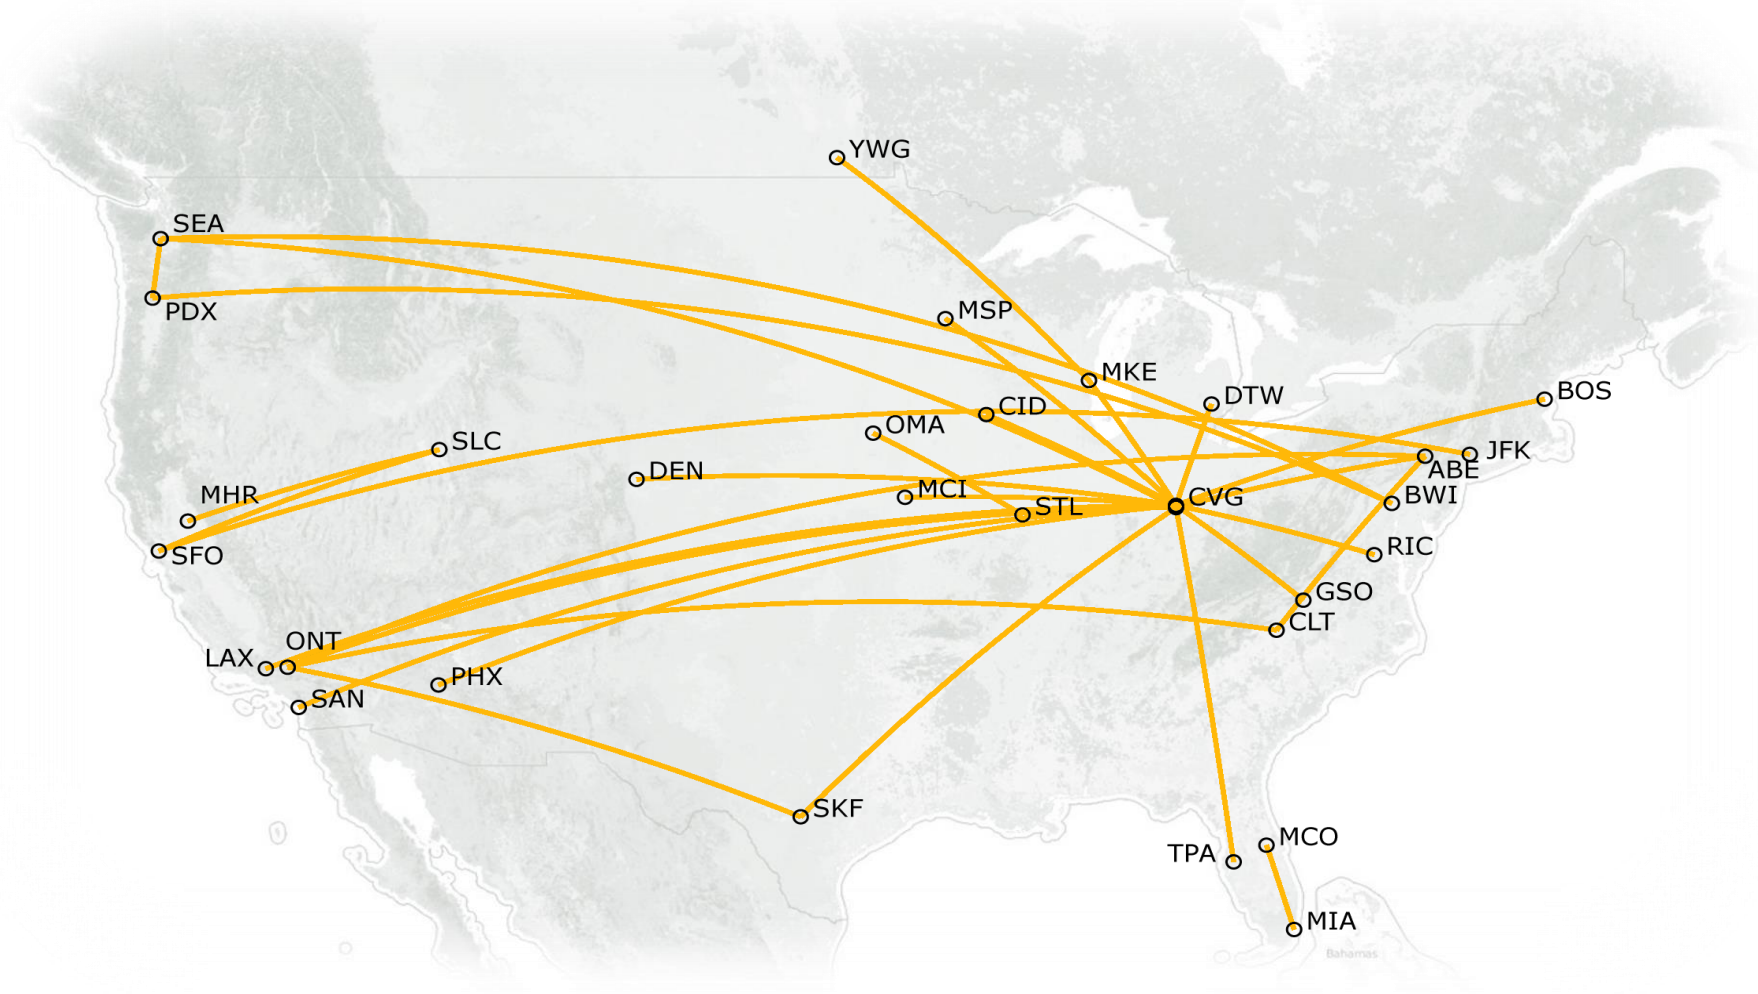 YWG
SEA
PDX
MSP
MKE
DTW
BOS
CID
OMA
SLC
JFK
DEN
ABE
MCI
MHR
BWI
CVG
STL
SFO
RIC
GSO
CLT
ONT
LAX
PHX
SAN
SKF
MCO
TPA
MIA
Bahamas